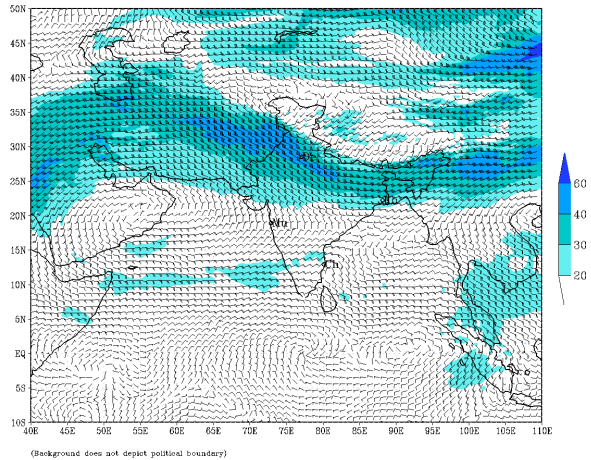 50N
45N
40N
35N
30N
25N
20N
15N
10N
5N
EQ
5S
10S
40E 45E 50E 55E 60E 65E 70E 75E 80E 85E 90E 95E 100E 105E 110E
60
40
30
20
Mu
Ch
(Background does not depict political boundary)